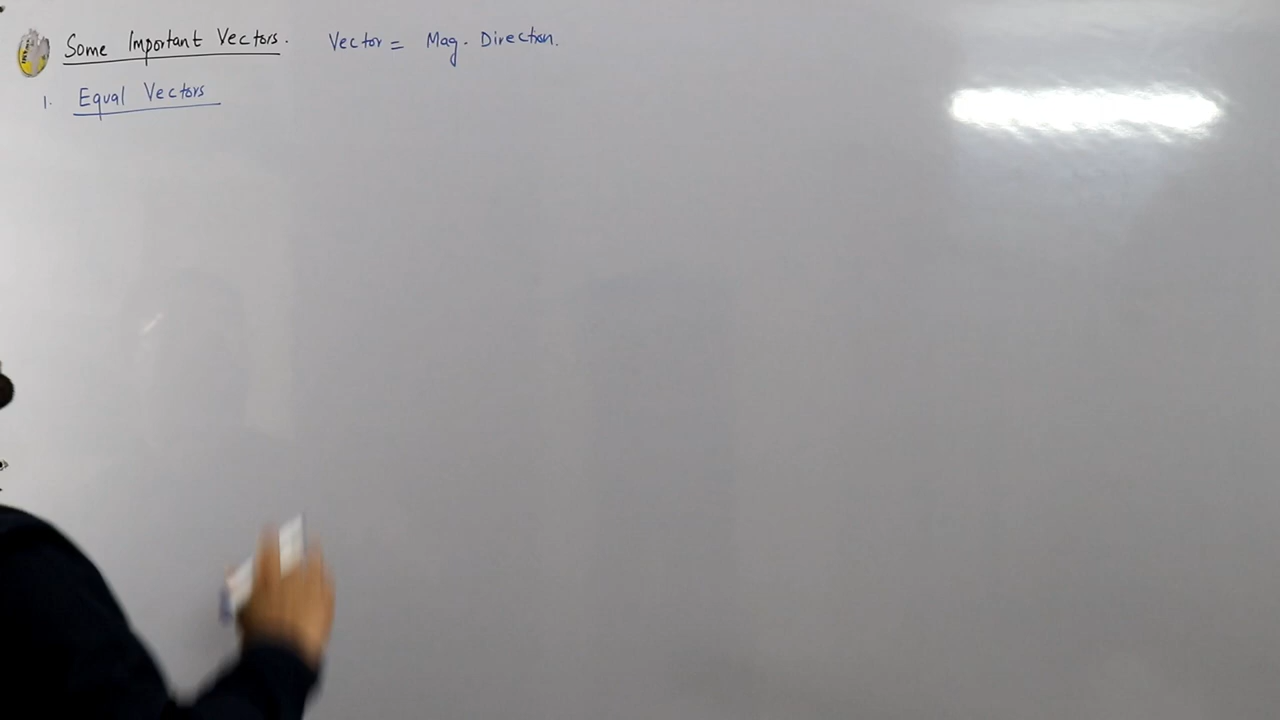 Some Important Vectors. Vector = Mag. Direction.
1. Equal Vectors